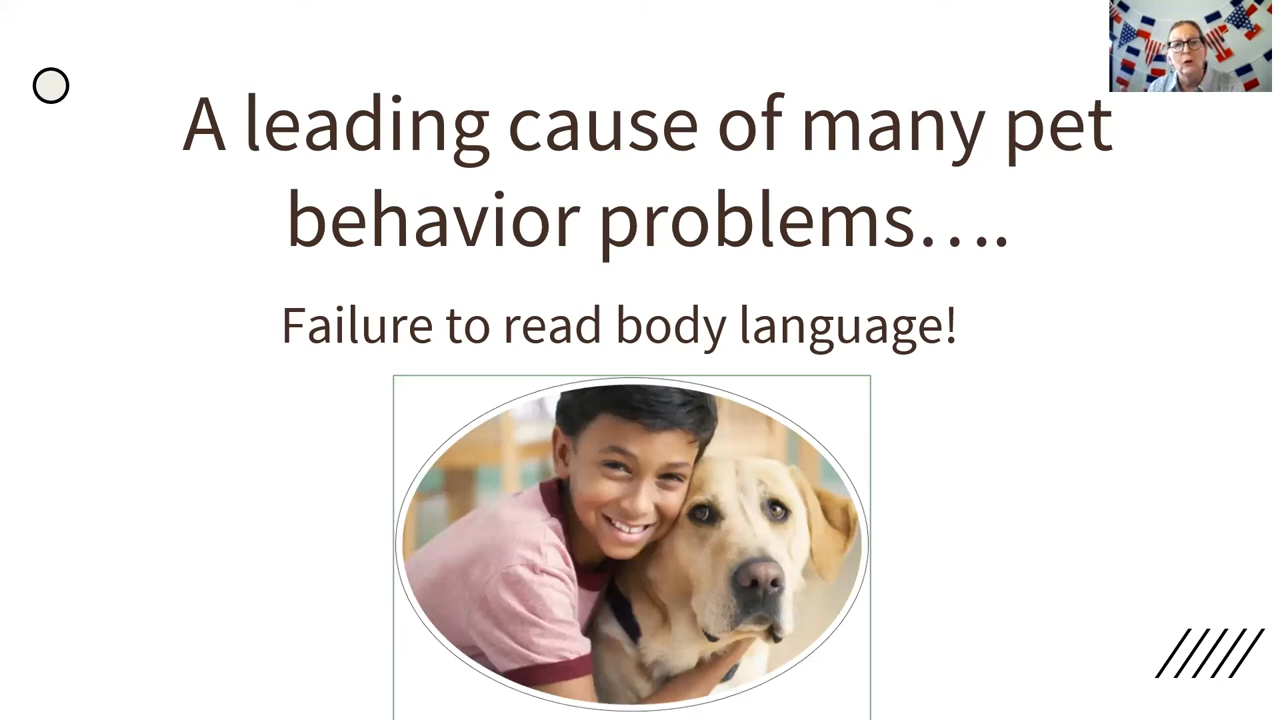 A leading cause of many pet
behavior problems….
Failure to read body language!